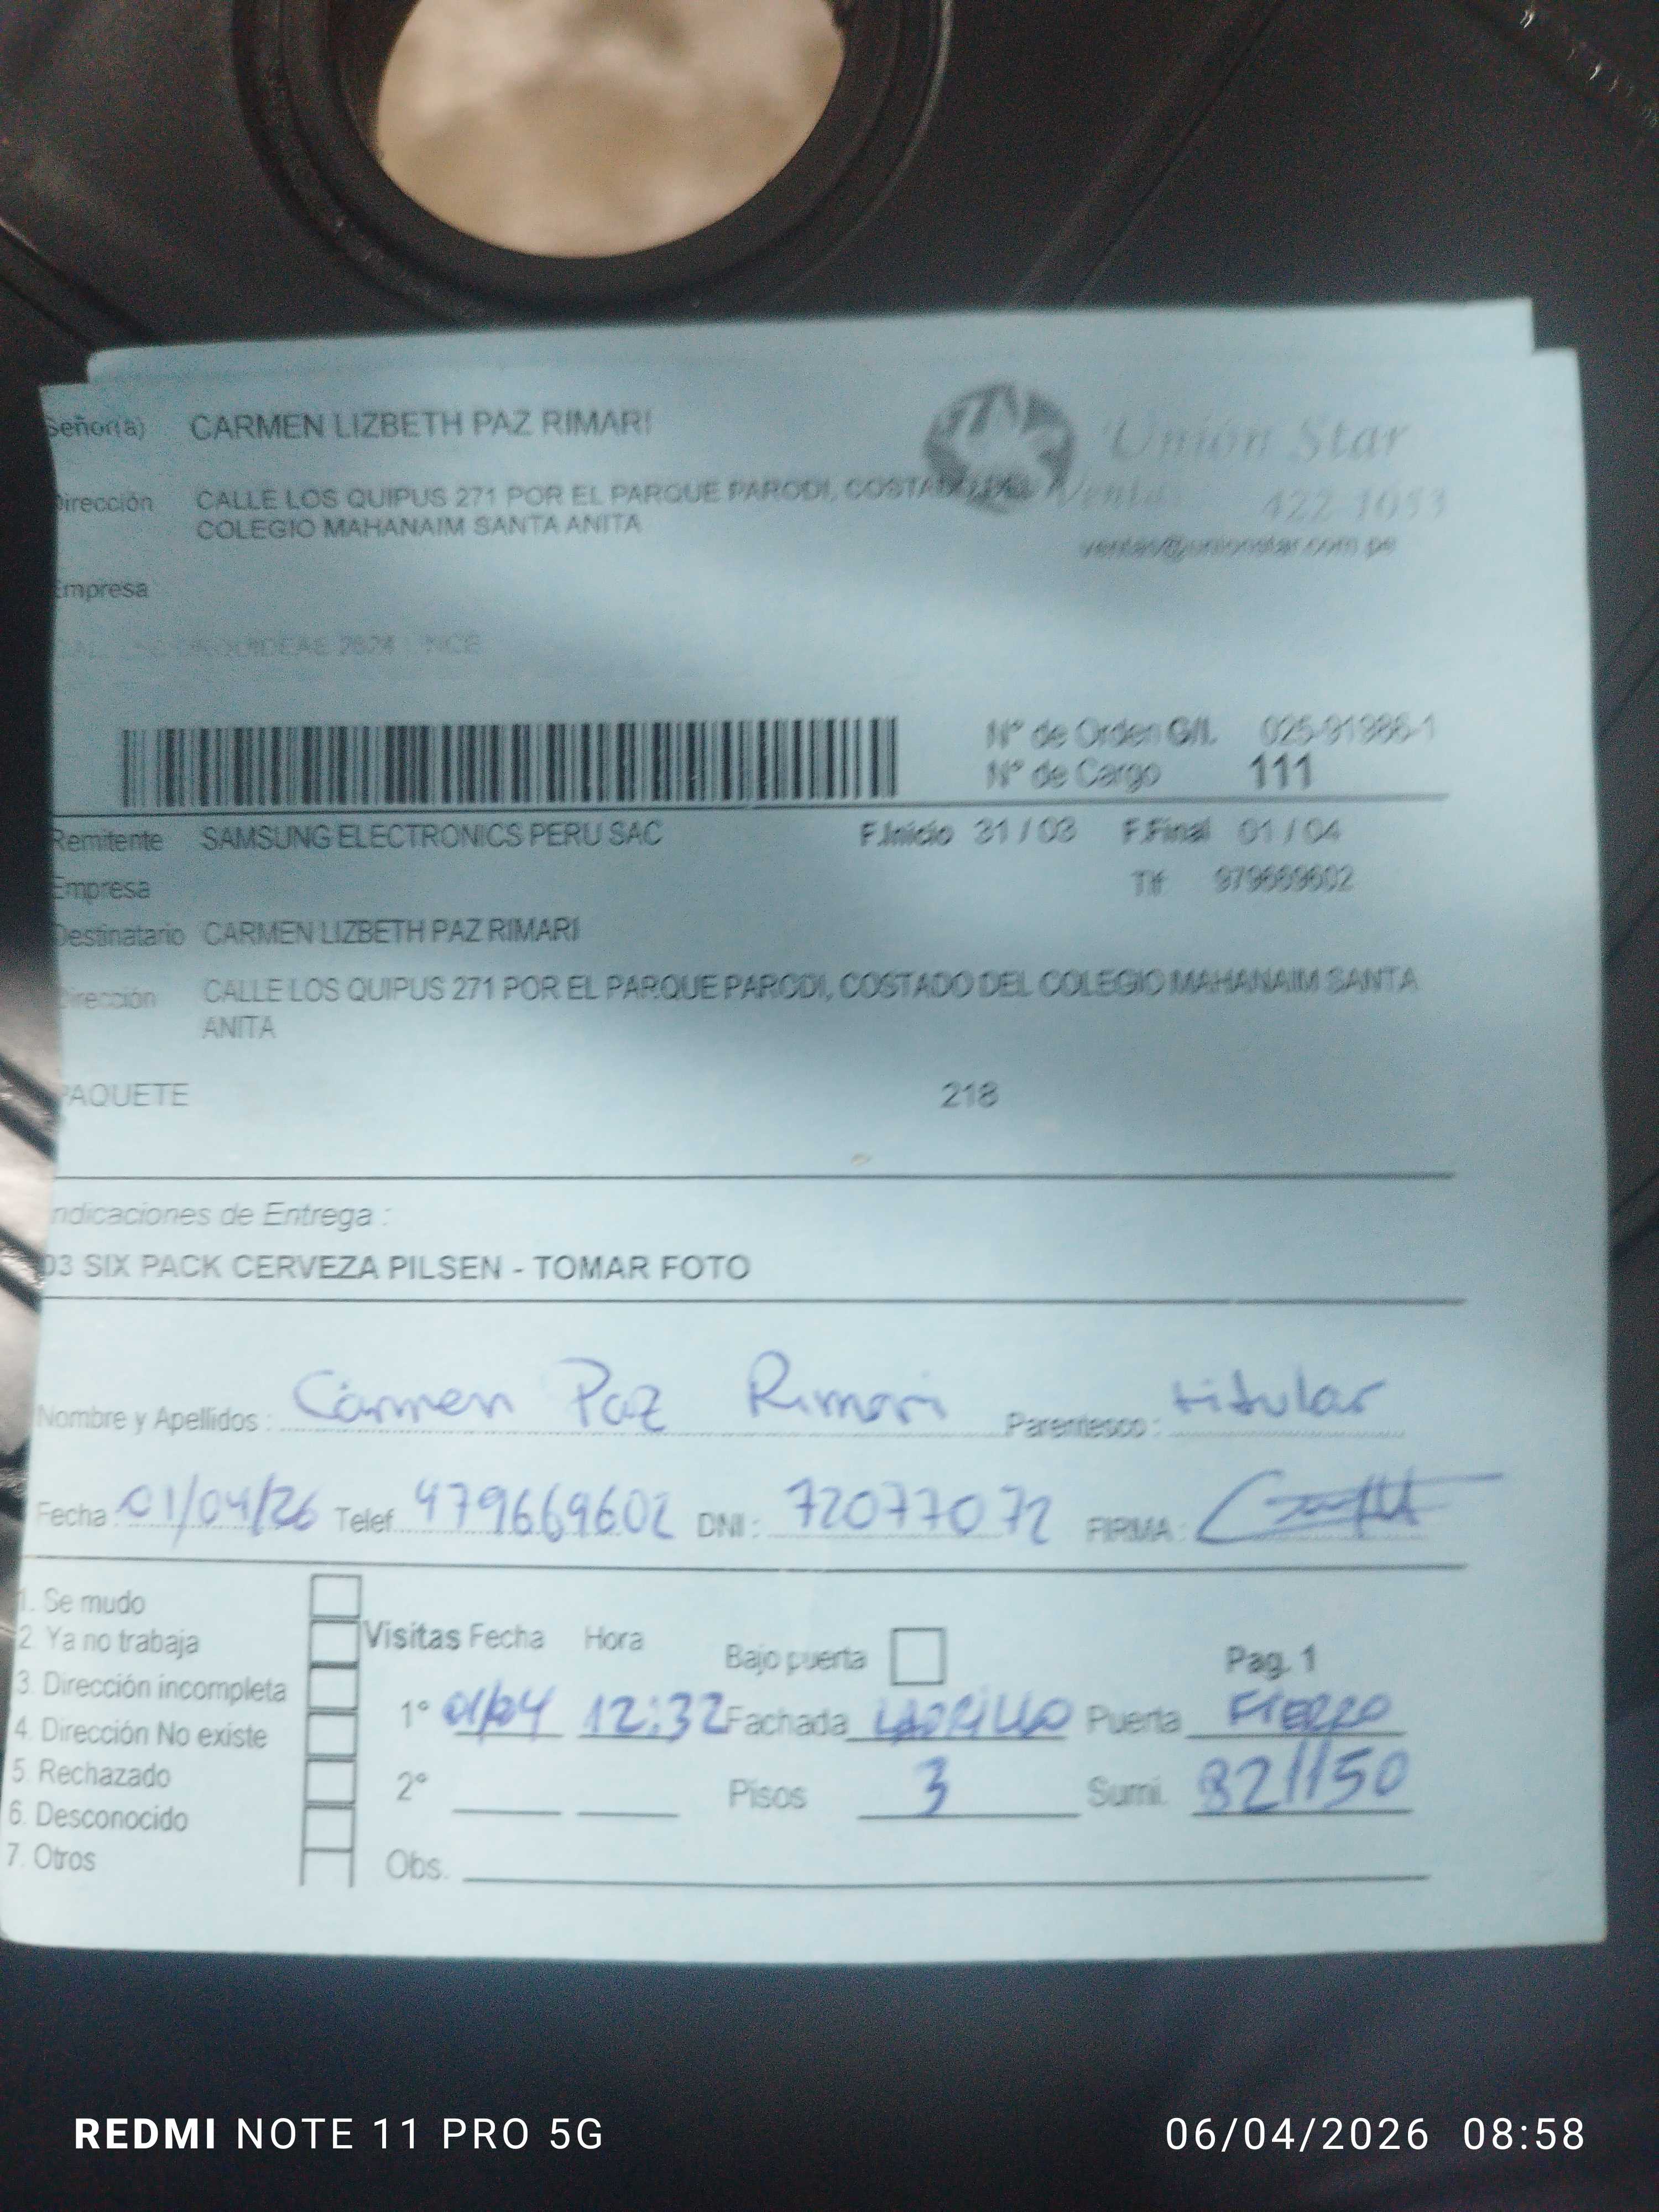 Señor(a) CARMEN LIZBETH PAZ RIMARI
Unión Star
Dirección CALLE LOS QUIPUS 271 POR EL PARQUE PARODI, COSTADO DEL
COLEGIO MAHANAIM SANTA ANITA
Ventas 422-1053
ventas@unionstar.com.pe
Empresa
ORQUIDEAS 2624
N° de Orden G/I. 025-91986-1
N° de Cargo 111
Remitente SAMSUNG ELECTRONICS PERU SAC F.Inicio 31 / 03 F.Final 01 / 04
Empresa Tlf 979669602
Destinatario CARMEN LIZBETH PAZ RIMARI
Dirección CALLE LOS QUIPUS 271 POR EL PARQUE PARODI, COSTADO DEL COLEGIO MAHANAIM SANTA
ANITA
PAQUETE 218
Indicaciones de Entrega :
03 SIX PACK CERVEZA PILSEN - TOMAR FOTO
Nombre y Apellidos : Carmen Paz Rimari Parentesco : titular
Fecha : 01/04/26 Telef. 979669602 DNI : 72077072 FIRMA :
1. Se mudo
2. Ya no trabaja Visitas Fecha Hora Bajo puerta Pag. 1
3. Dirección incompleta 1° 01/04 12:32 Fachada LADRILLO Puerta FIERRO
4. Dirección No existe
5. Rechazado 2° Pisos 3 Sumi. 821150
6. Desconocido
7. Otros Obs.
REDMI NOTE 11 PRO 5G 06/04/2026 08:58